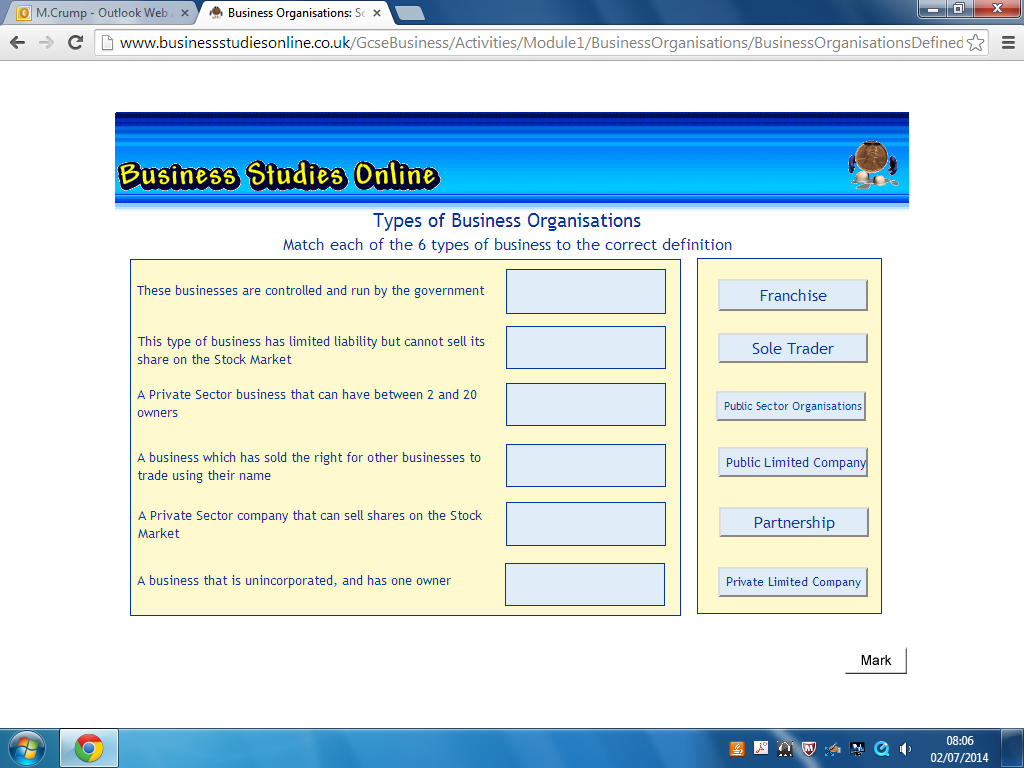 M.Crump - Outlook Web
Business Organisations: Sc
www.businessstudiesonline.co.uk/GcseBusiness/Activities/Module1/BusinessOrganisations/BusinessOrganisationsDefined
Business Studies Online
Types of Business Organisations
Match each of the 6 types of business to the correct definition
These businesses are controlled and run by the government
This type of business has limited liability but cannot sell its
share on the Stock Market
A Private Sector business that can have between 2 and 20
owners
A business which has sold the right for other businesses to
trade using their name
A Private Sector company that can sell shares on the Stock
Market
A business that is unincorporated, and has one owner
Franchise
Sole Trader
Public Sector Organisations
Public Limited Company
Partnership
Private Limited Company
Mark
08:06
02/07/2014